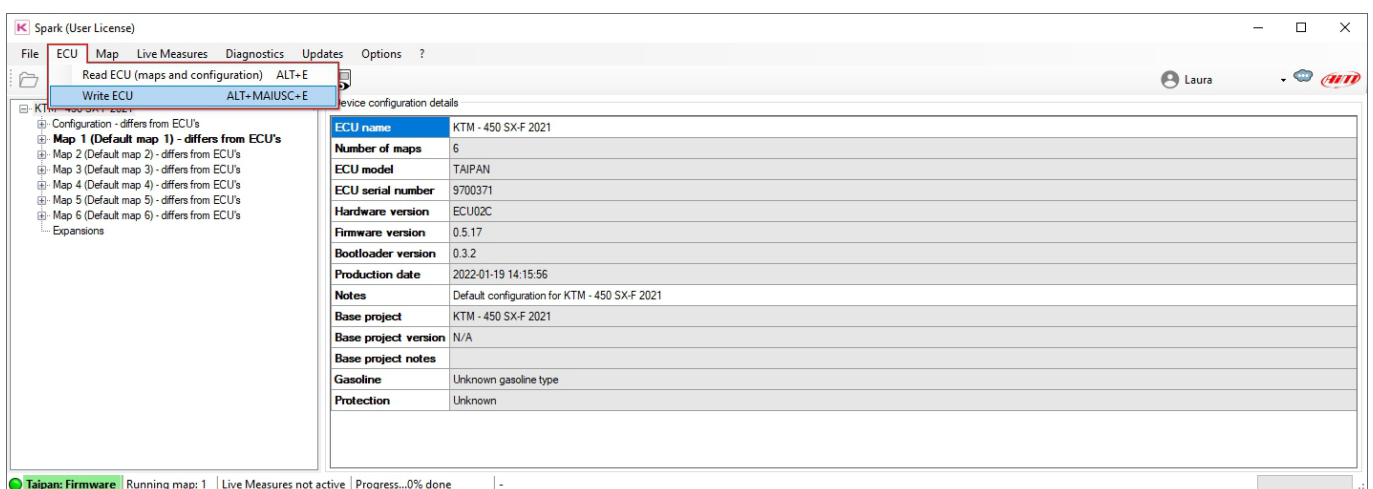 Spark (User License)
File ECU Map Live Measures Diagnostics Updates Options ?
Read ECU (maps and configuration) ALT+E
Write ECU ALT+MAIUSC+E
Laura
AiM
Device configuration details
Configuration - differs from ECU's
Map 1 (Default map 1) - differs from ECU's
Map 2 (Default map 2) - differs from ECU's
Map 3 (Default map 3) - differs from ECU's
Map 4 (Default map 4) - differs from ECU's
Map 5 (Default map 5) - differs from ECU's
Map 6 (Default map 6) - differs from ECU's
Expansions
ECU name KTM - 450 SX-F 2021
Number of maps 6
ECU model TAIPAN
ECU serial number 9700371
Hardware version ECU02C
Firmware version 0.5.17
Bootloader version 0.3.2
Production date 2022-01-19 14:15:56
Notes Default configuration for KTM - 450 SX-F 2021
Base project KTM - 450 SX-F 2021
Base project version N/A
Base project notes
Gasoline Unknown gasoline type
Protection Unknown
Taipan: Firmware Running map: 1 Live Measures not active Progress...0% done -